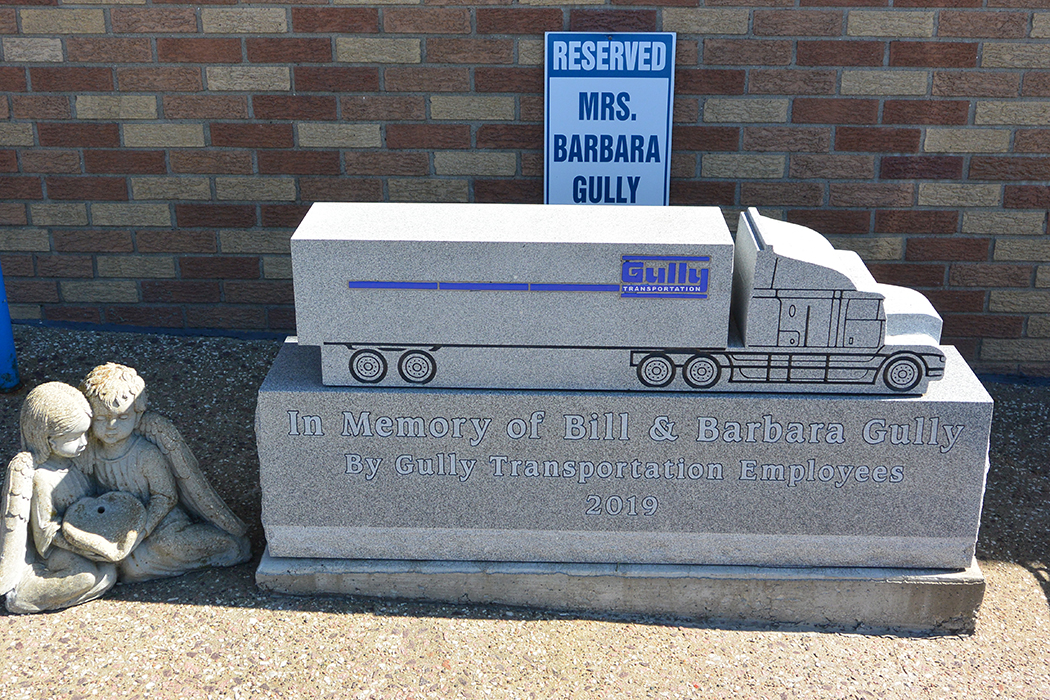 RESERVED
MRS.
BARBARA
GULLY
Gully
TRANSPORTATION
In Memory of Bill & Barbara Gully
By Gully Transportation Employees
2019